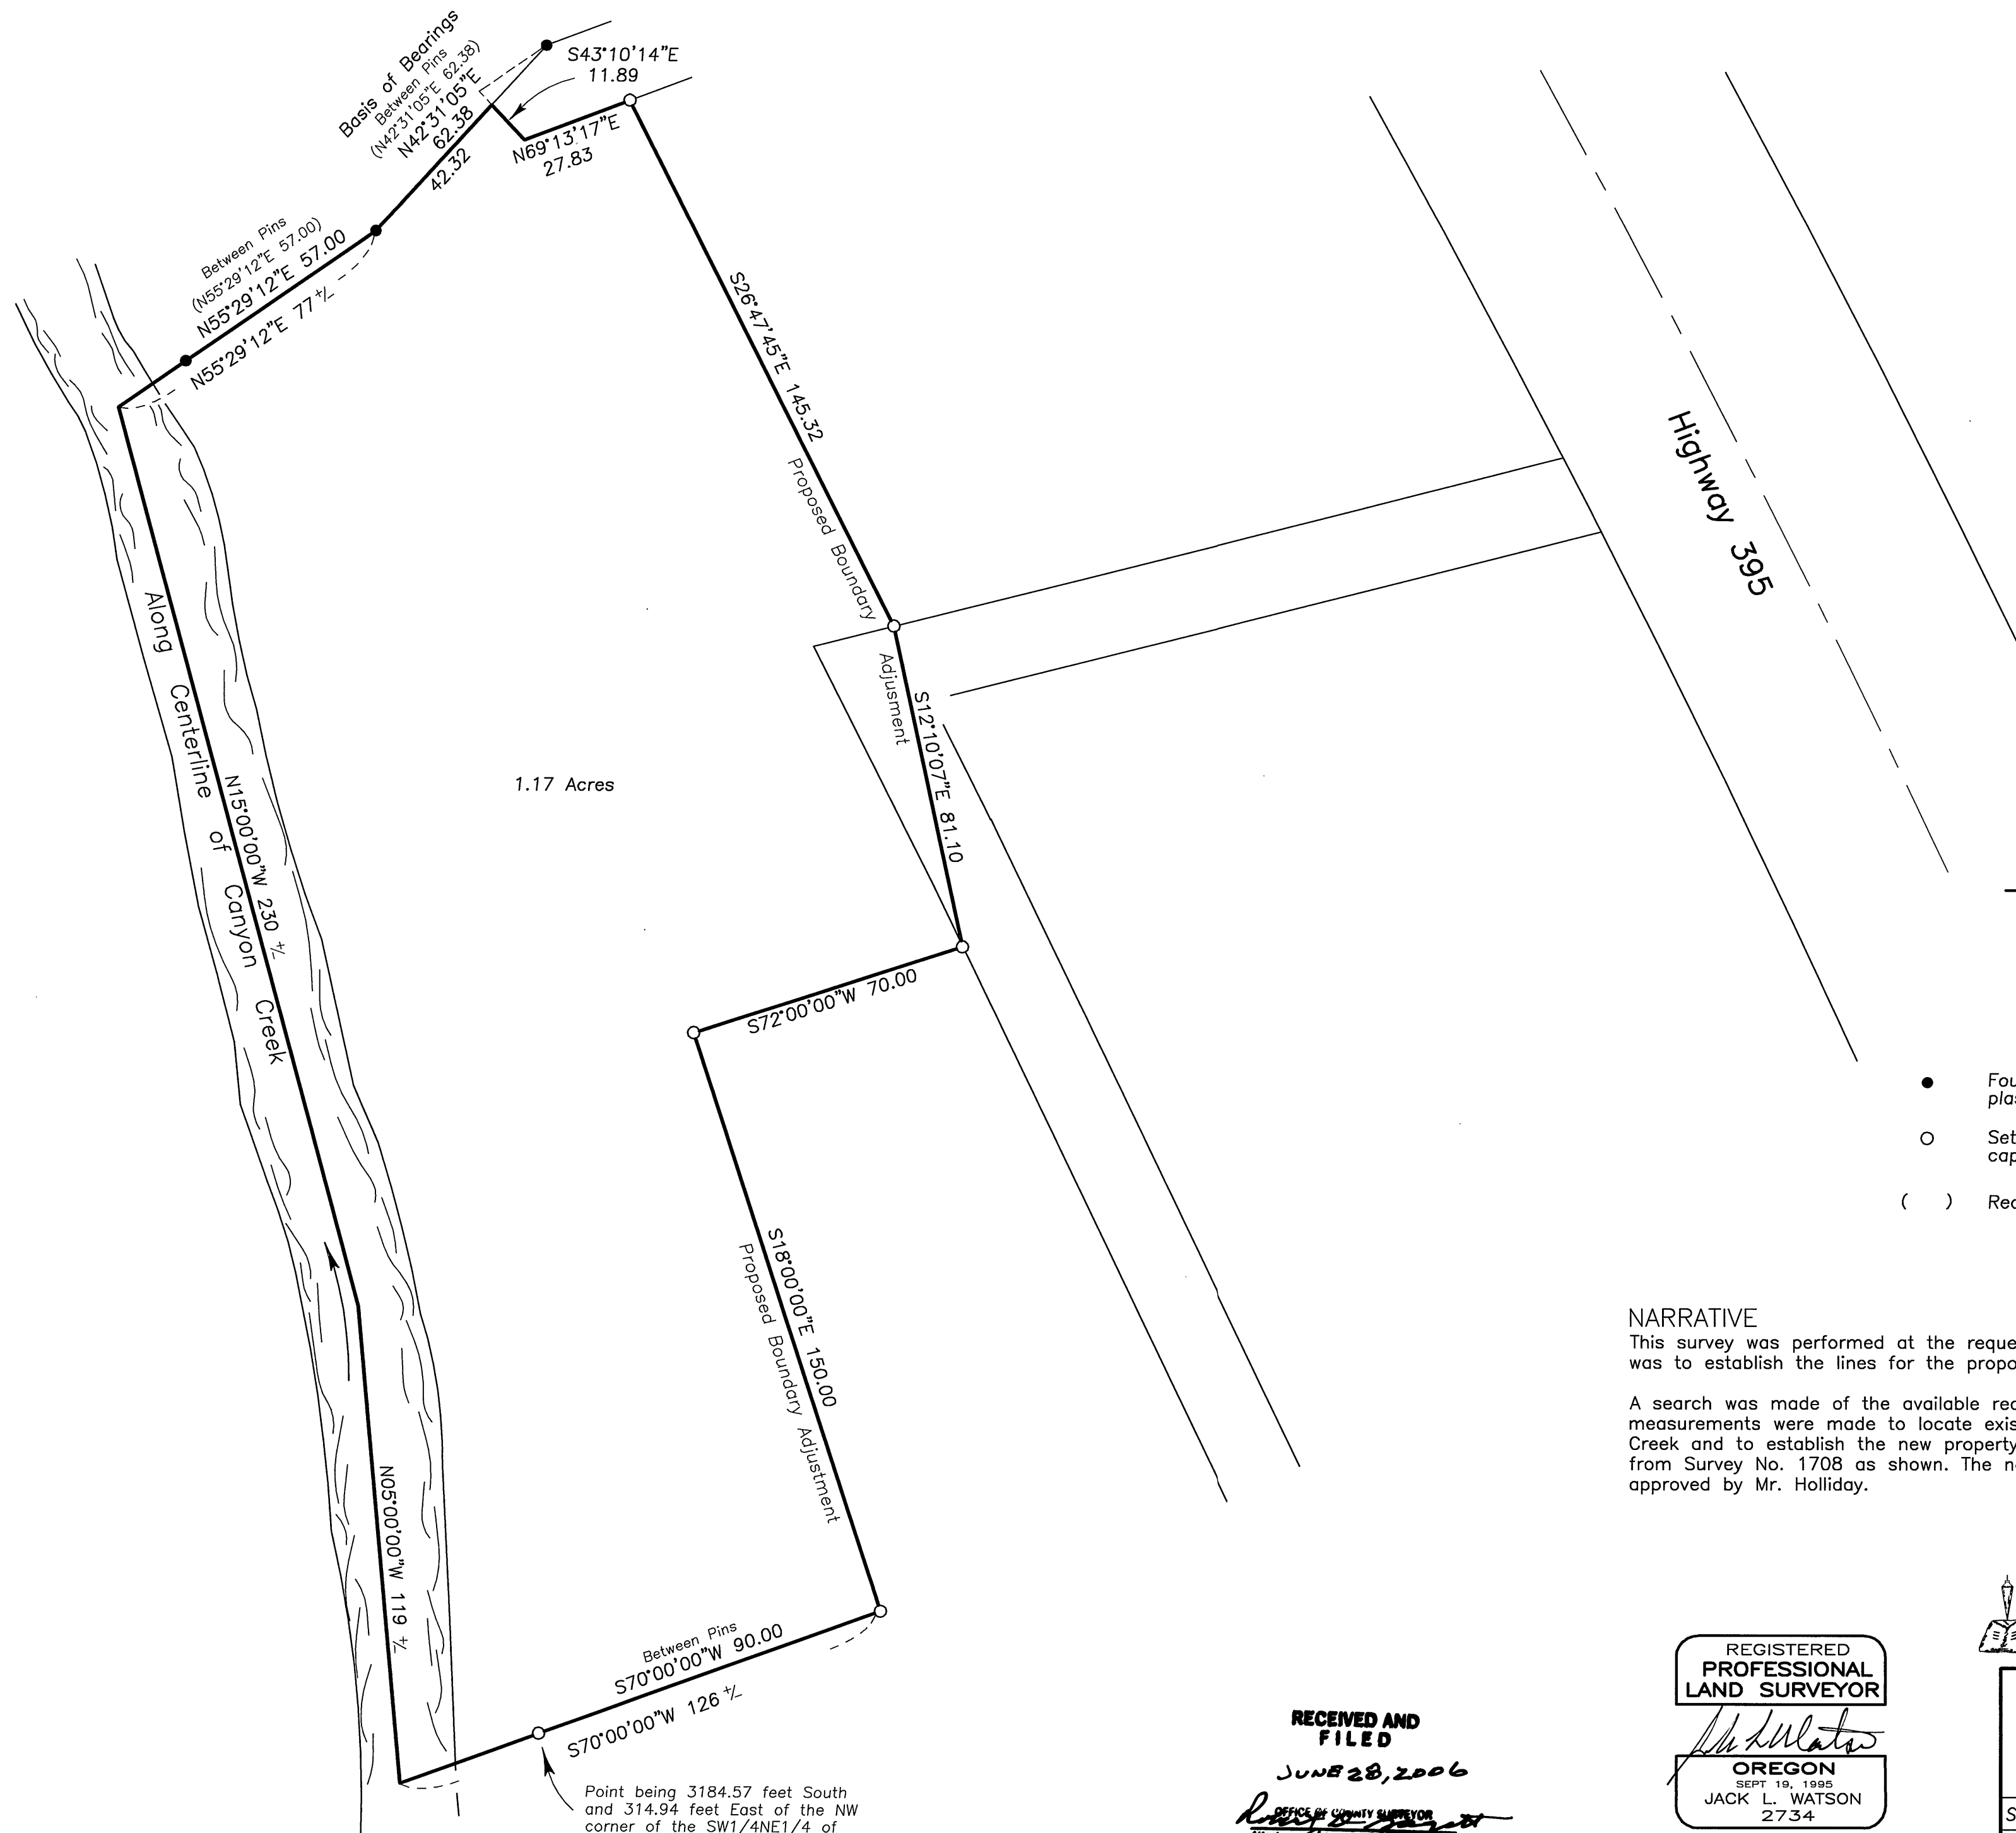 Basis of Bearings
Between Pins
(N42°31'05"E 62.38)
N42°31'05"E
62.38
42.32
S43°10'14"E
11.89
N69°13'17"E
27.83
Between Pins
(N55°29'12"E 57.00)
N55°29'12"E 57.00
N55°29'12"E 77 +/-
S26°47'45"E 145.32
Proposed Boundary
Adjusment
S12°10'07"E 81.10
Highway 395
1.17 Acres
Along Centerline of Canyon Creek
N15°00'00"W 230 +/-
S72°00'00"W 70.00
S18°00'00"E 150.00
Proposed Boundary Adjustment
N05°00'00"W 119 +/-
Between Pins
S70°00'00"W 90.00
S70°00'00"W 126 +/-
Point being 3184.57 feet South
and 314.94 feet East of the NW
corner of the SW1/4NE1/4 of
Fou
plas
Set
cap
( ) Rec
NARRATIVE
This survey was performed at the reque
was to establish the lines for the propo
A search was made of the available rec
measurements were made to locate exis
Creek and to establish the new property
from Survey No. 1708 as shown. The n
approved by Mr. Holliday.
RECEIVED AND
FILED
JUNE 28, 2006
OFFICE OF COUNTY SURVEYOR
REGISTERED
PROFESSIONAL
LAND SURVEYOR
OREGON
SEPT 19, 1995
JACK L. WATSON
2734
S